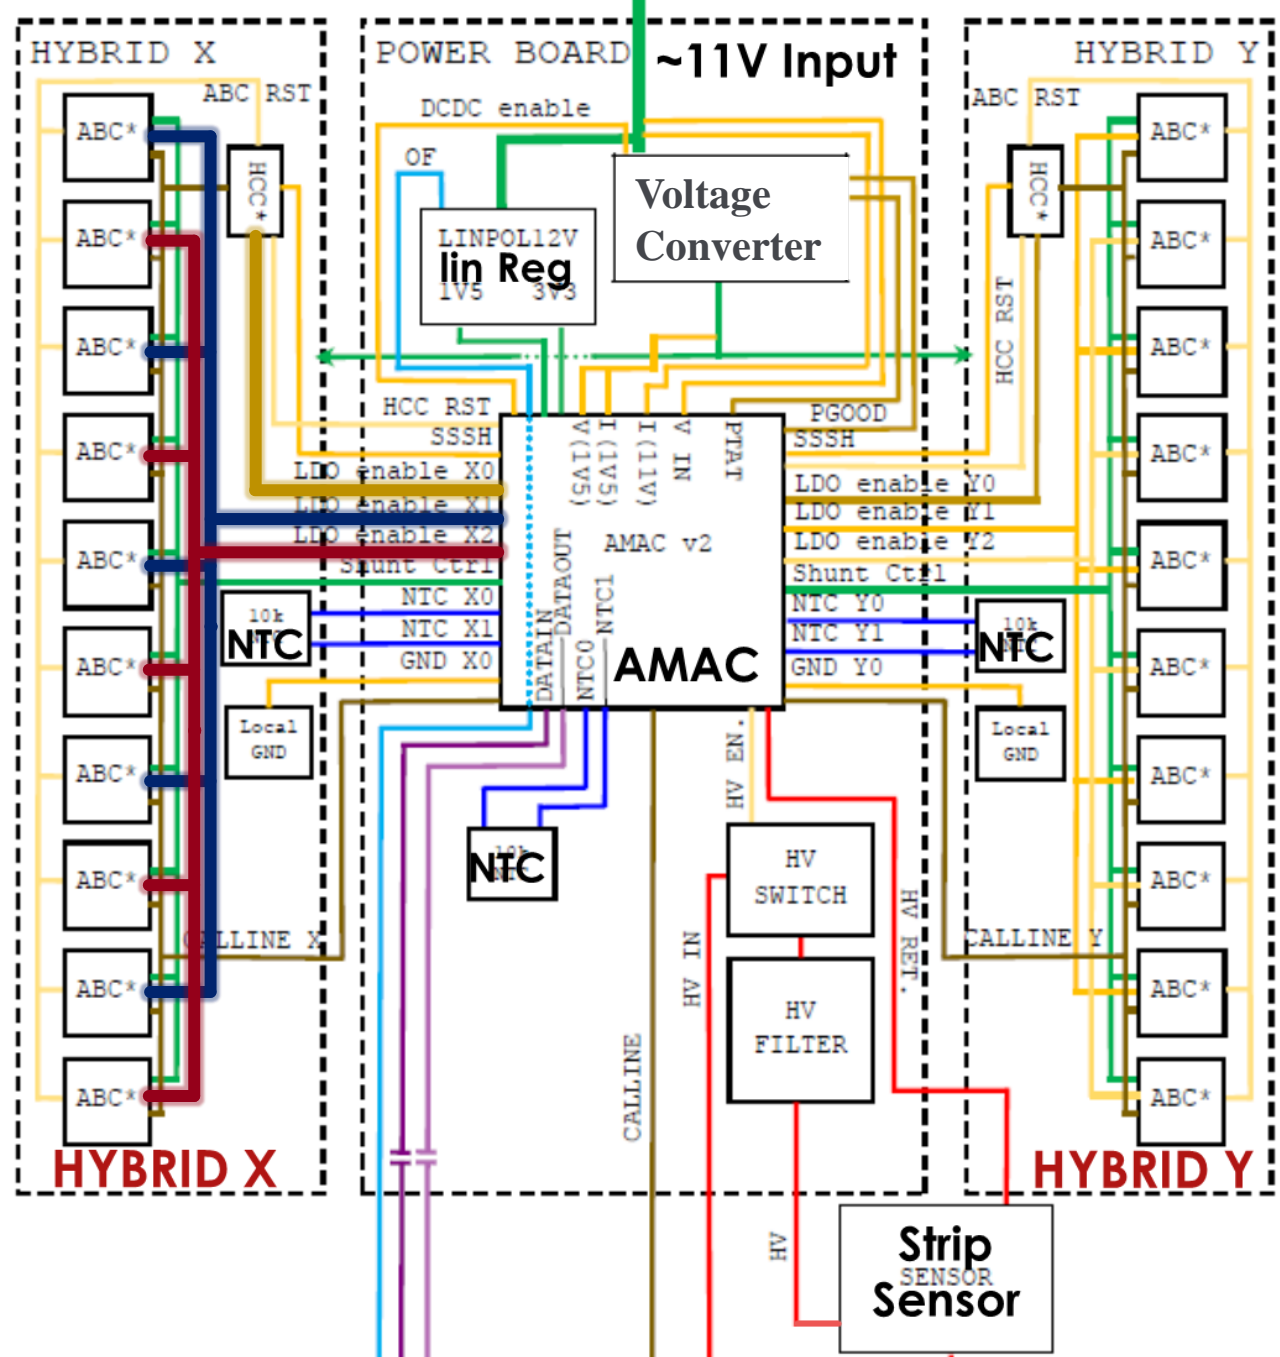 HYBRID X
ABC RST
ABC*
HCC*
ABC*
ABC*
ABC*
ABC*
ABC*
ABC*
ABC*
ABC*
ABC*
10k
NTC
Local
GND
CALLINE X
HYBRID X
POWER BOARD
~11V Input
DCDC enable
OF
LINPOL12V
lin Reg
1V5 3V3
Voltage
Converter
HCC RST
SSSH
LDO enable X0
LDO enable X1
LDO enable X2
Shunt Ctrl
NTC X0
NTC X1
GND X0
V(1V5)
I(1V5)
I(11V)
V IN
PTAT
AMAC v2
DATAIN
DATAOUT
NTC0
NTC1
AMAC
PGOOD
SSSH
LDO enable Y0
LDO enable Y1
LDO enable Y2
Shunt Ctrl
NTC Y0
NTC Y1
GND Y0
10k
NTC
HV EN.
HV
SWITCH
HV IN
HV RET.
HV
FILTER
CALLINE
HV
Strip
SENSOR
Sensor
HYBRID Y
ABC RST
HCC*
HCC RST
ABC*
ABC*
ABC*
ABC*
ABC*
ABC*
ABC*
ABC*
ABC*
ABC*
10k
NTC
Local
GND
CALLINE Y
HYBRID Y